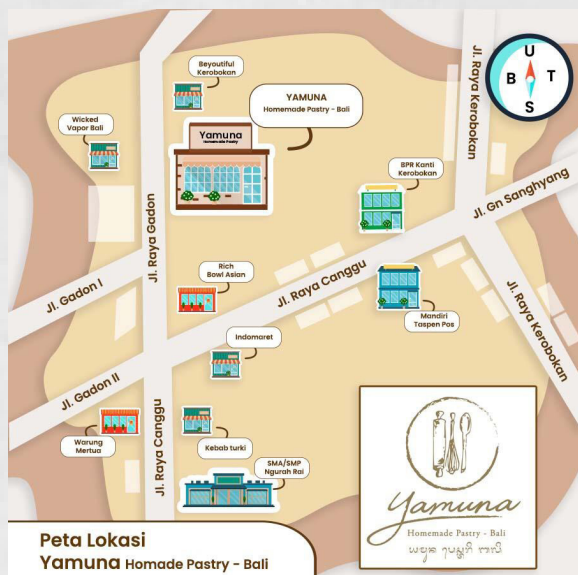 Beyoutiful
Kerobokan
YAMUNA
Homemade Pastry - Bali
Jl. Raya Kerobokan
U
B T
S
Wicked
Vapor Bali
Yamuna
Homemade Pastry
BPR Kanti
Kerobokan
Jl. Gn Sanghyang
Jl. Raya Gadon
Rich
Bowl Asian
Jl. Raya Canggu
Jl. Gadon I
Mandiri
Taspen Pos
Jl. Raya Kerobokan
Indomaret
Jl. Gadon II
Warung
Mertua
Jl. Raya Canggu
Kebab turki
SMA/SMP
Ngurah Rai
Yamuna
Homemade Pastry - Bali
Peta Lokasi
Yamuna Homade Pastry - Bali